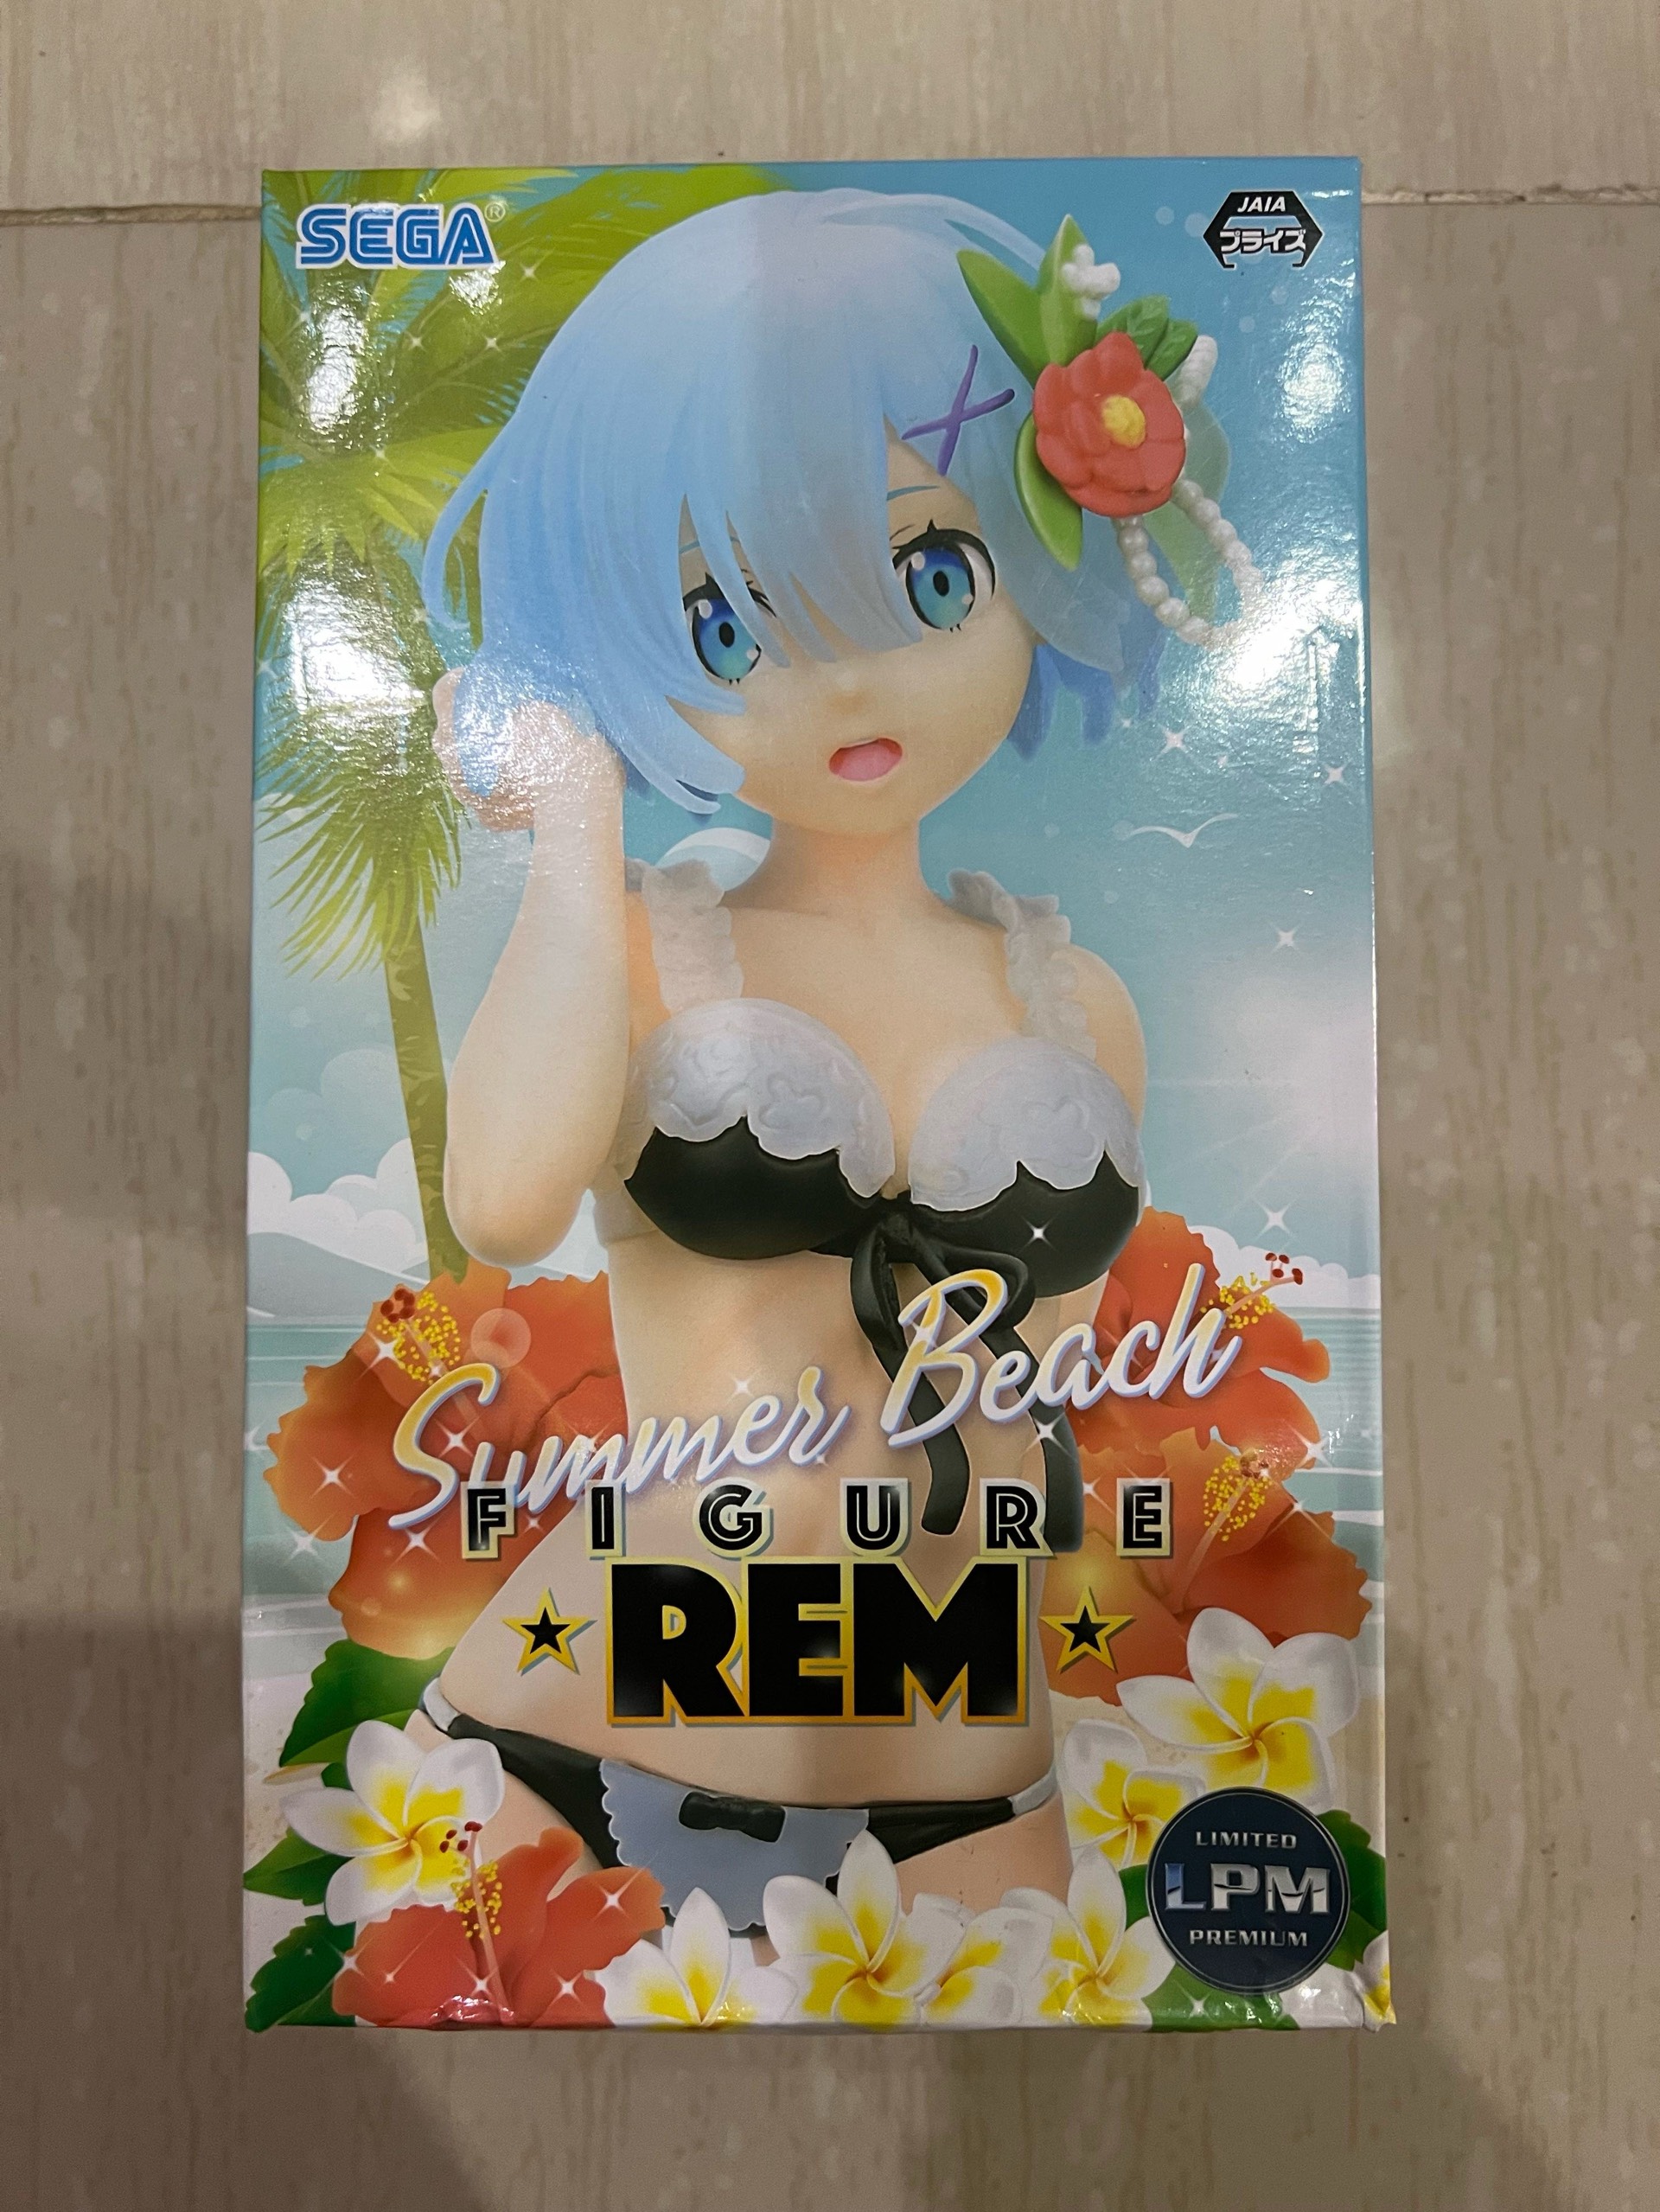 SEGA®
JAIA
プライズ
Summer Beach
FIGURE
REM
LIMITED
LPM
PREMIUM